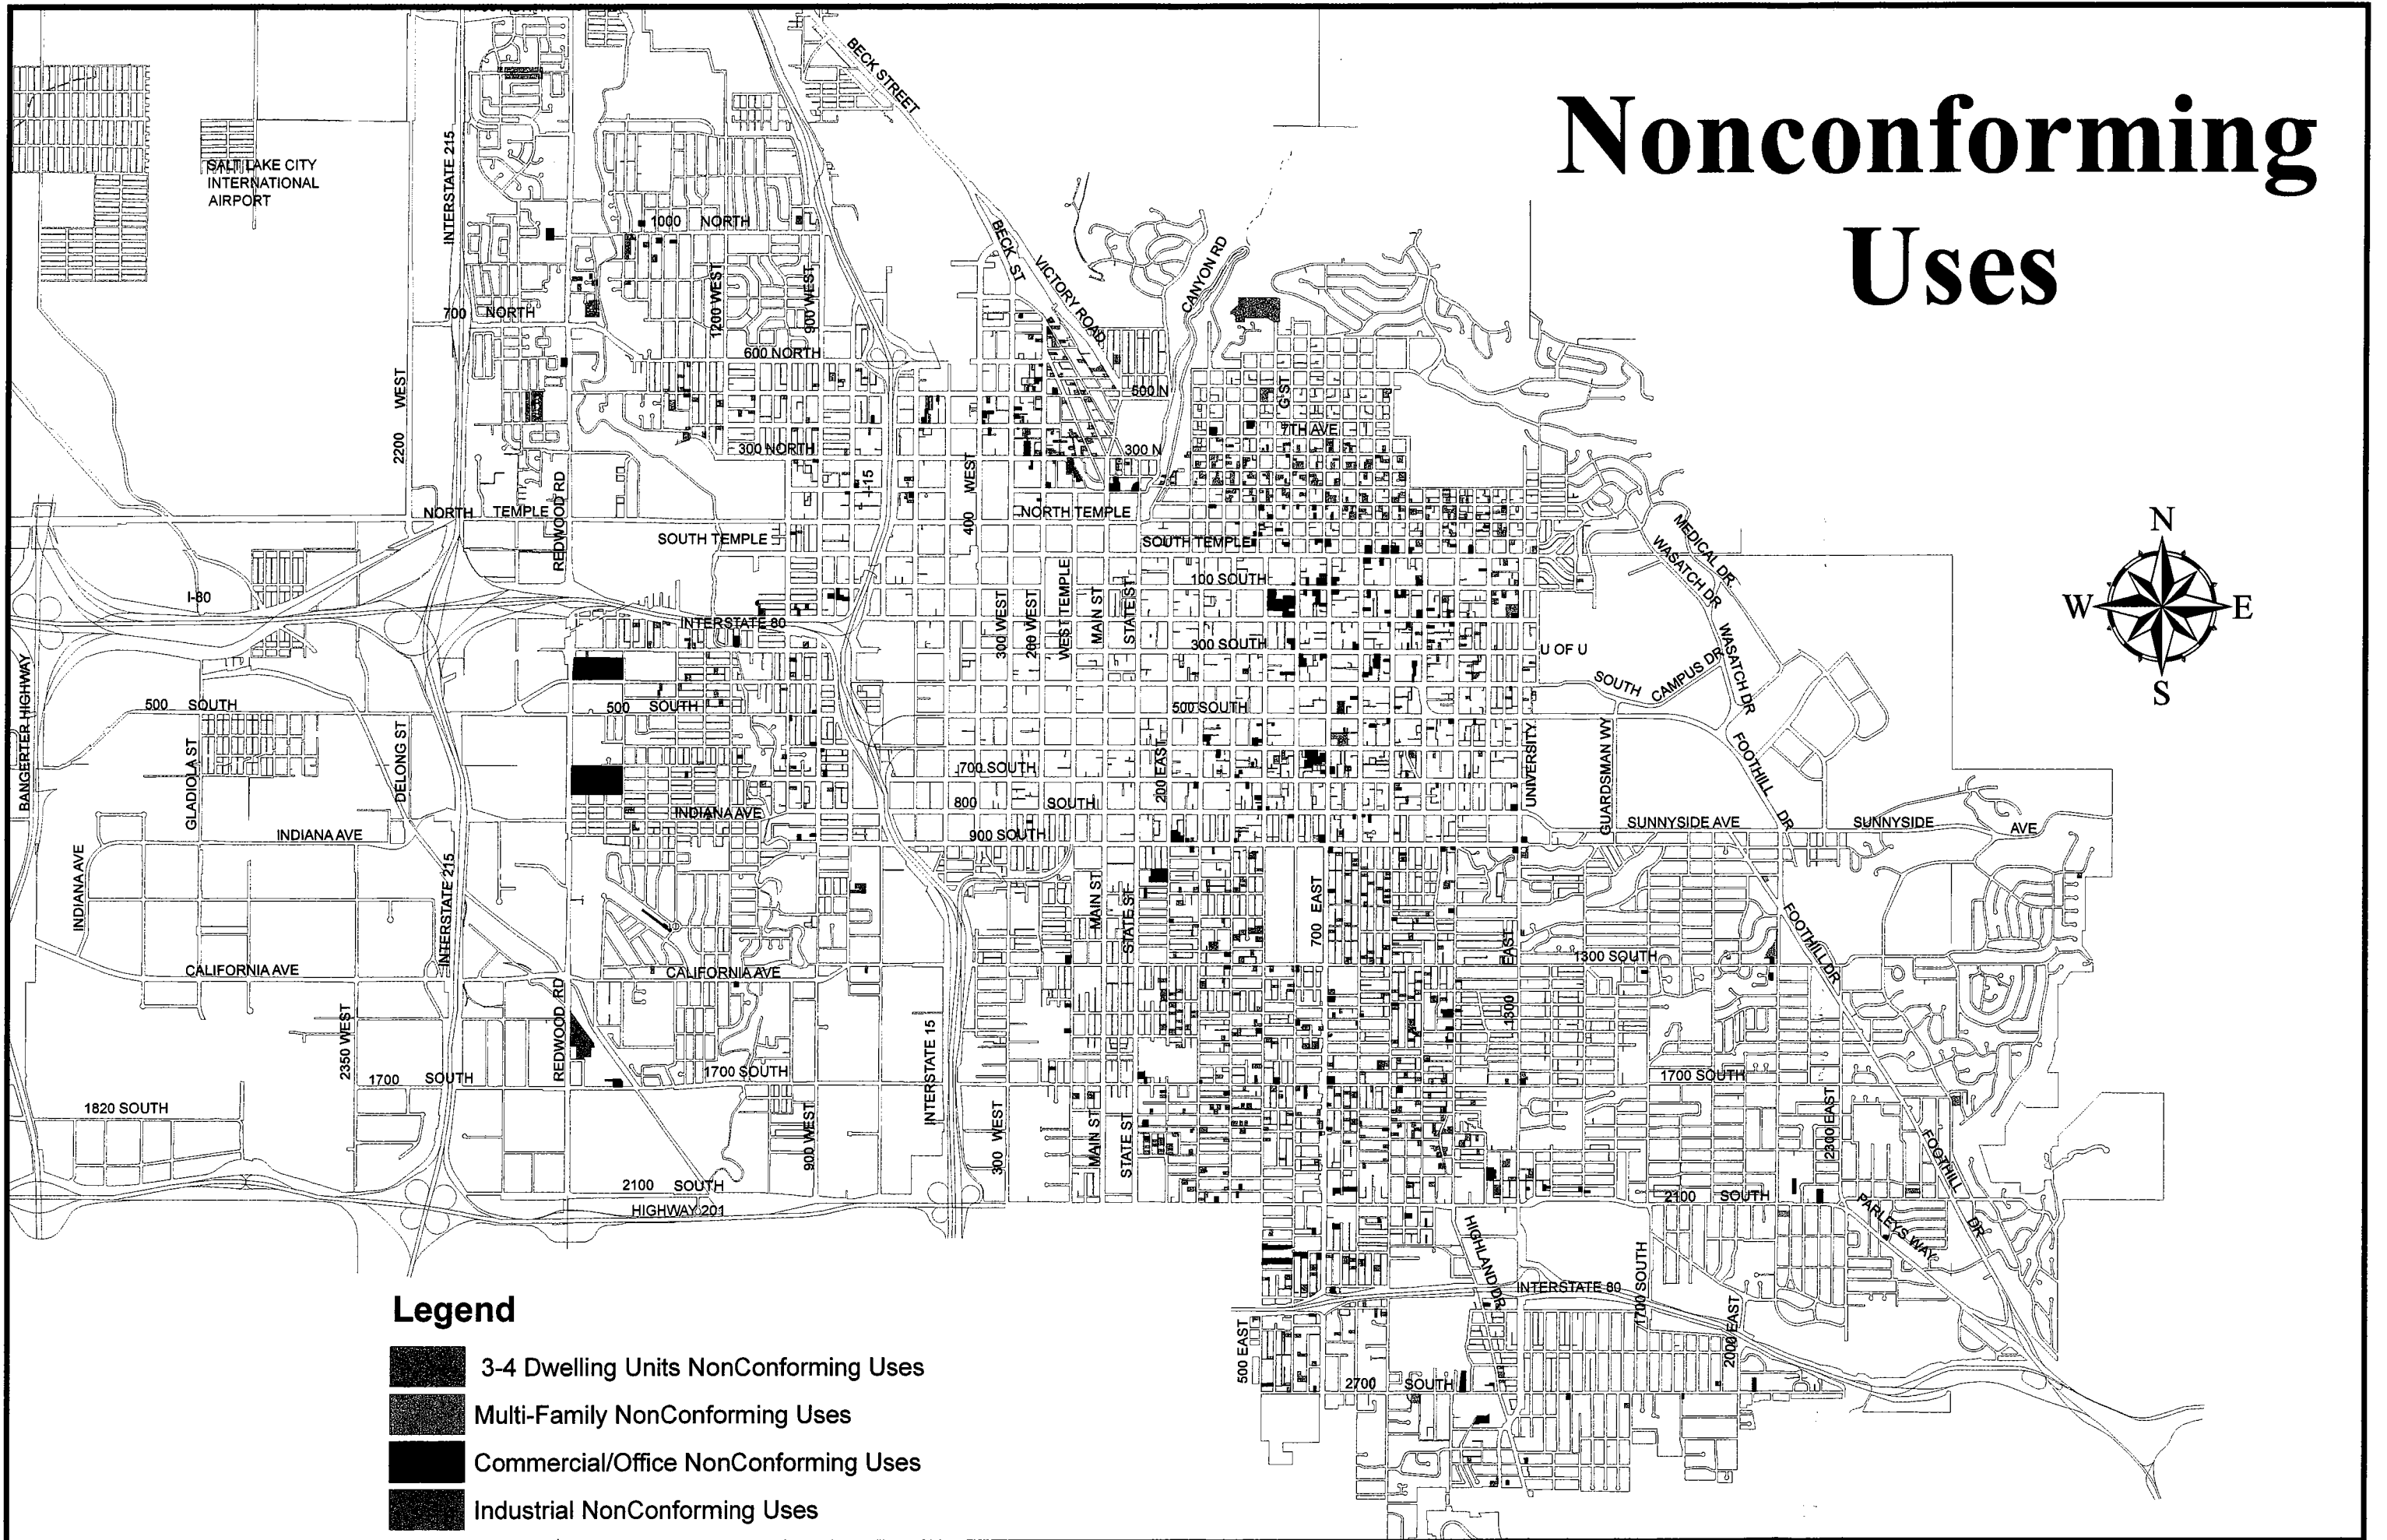 Nonconforming
Uses
BECK STREET
SALT LAKE CITY
INTERNATIONAL
AIRPORT
INTERSTATE 215
1000 NORTH
BECK ST
VICTORY ROAD
CANYON RD
1200 WEST
900 WEST
700 NORTH
600 NORTH
2200 WEST
500 N
G ST
7TH AVE
300 NORTH
300 N
I-15
400 WEST
REDWOOD RD
NORTH TEMPLE
NORTH TEMPLE
SOUTH TEMPLE
SOUTH TEMPLE
MEDICAL DR
WASATCH DR
N
W
E
S
100 SOUTH
I-80
INTERSTATE 80
300 WEST
200 WEST
WEST TEMPLE
MAIN ST
STATE ST
300 SOUTH
U OF U
WASATCH DR
SOUTH CAMPUS DR
BANGERTER HIGHWAY
500 SOUTH
500 SOUTH
500 SOUTH
GLADIOLA ST
DELONG ST
200 EAST
UNIVERSITY
GUARDSMAN WY
FOOTHILL DR
700 SOUTH
800 SOUTH
INDIANA AVE
INDIANA AVE
900 SOUTH
SUNNYSIDE AVE
SUNNYSIDE AVE
INDIANA AVE
INTERSTATE 215
MAIN ST
STATE ST
700 EAST
1300 EAST
FOOTHILL DR
1300 SOUTH
CALIFORNIA AVE
CALIFORNIA AVE
2350 WEST
REDWOOD RD
INTERSTATE 15
1700 SOUTH
1700 SOUTH
1700 SOUTH
1820 SOUTH
900 WEST
300 WEST
MAIN ST
STATE ST
2300 EAST
FOOTHILL DR
2100 SOUTH
2100 SOUTH
HIGHWAY 201
PARLEYS WAY
HIGHLAND DR
INTERSTATE 80
1700 SOUTH
2000 EAST
500 EAST
2700 SOUTH
Legend
3-4 Dwelling Units NonConforming Uses
Multi-Family NonConforming Uses
Commercial/Office NonConforming Uses
Industrial NonConforming Uses